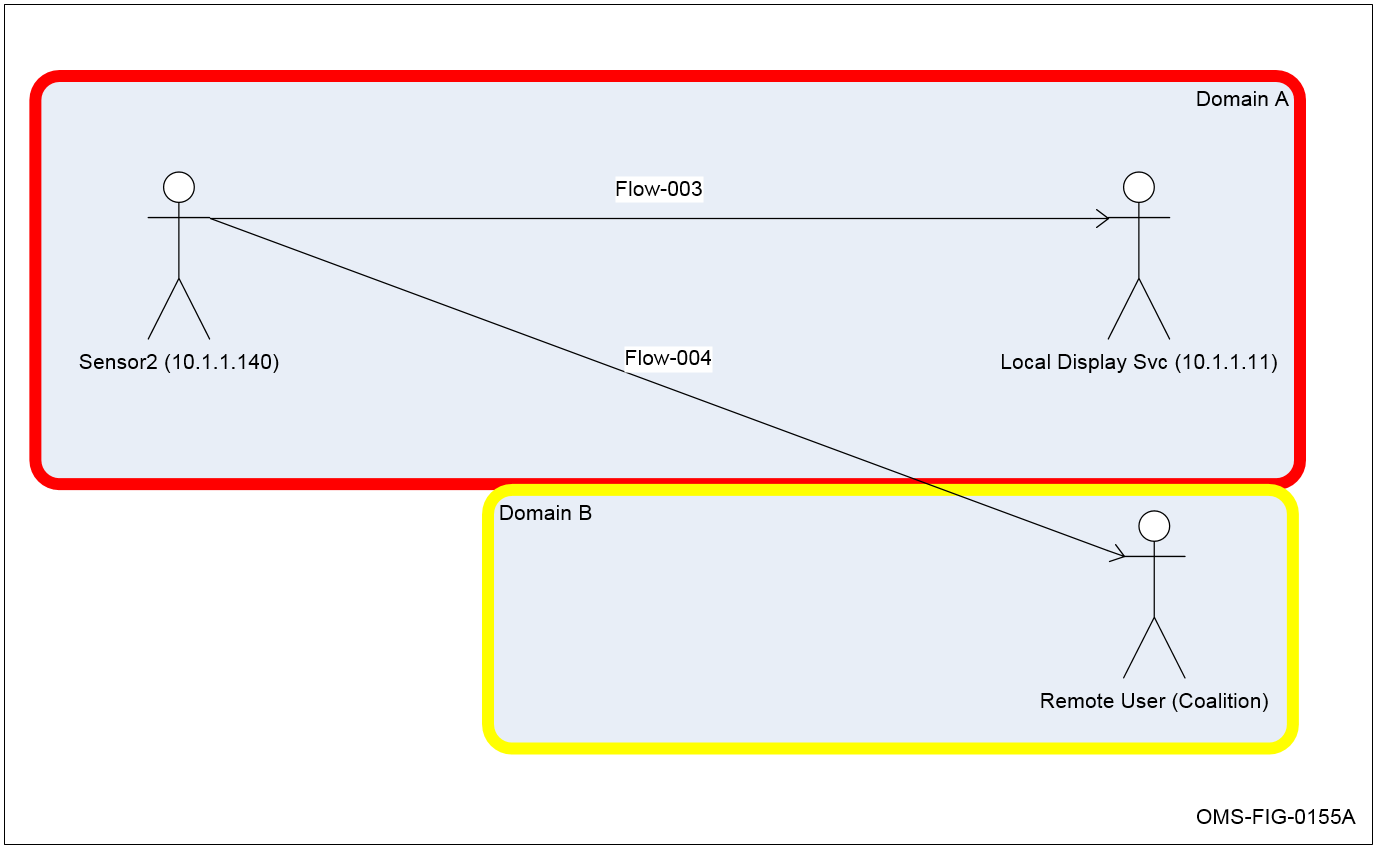 Domain A
Flow-003
Sensor2 (10.1.1.140)
Flow-004
Local Display Svc (10.1.1.11)
Domain B
Remote User (Coalition)
OMS-FIG-0155A